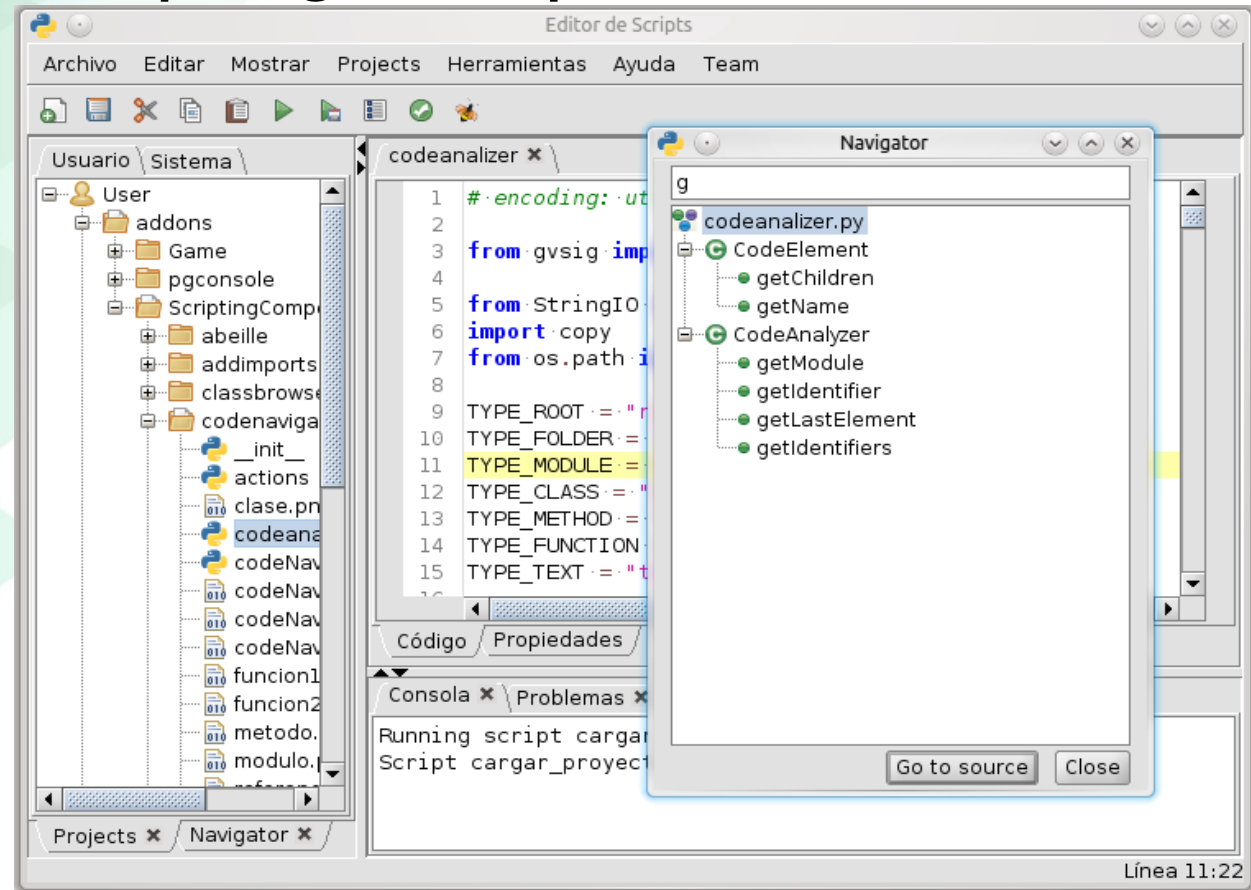 Editor de Scripts
Archivo Editar Mostrar Projects Herramientas Ayuda Team
Usuario Sistema
User
addons
Game
pgconsole
ScriptingComp
abeille
addimports
classbrowse
codenaviga
__init__
actions
clase.pn
codeana
codeNav
codeNav
codeNav
codeNav
funcion1
funcion2
metodo.
modulo.
Projects Navigator
codeanalizer
1 # encoding: ut
2
3 from gvsig imp
4
5 from StringIO
6 import copy
7 from os.path i
8
9 TYPE_ROOT = "r
10 TYPE_FOLDER =
11 TYPE_MODULE =
12 TYPE_CLASS = "
13 TYPE_METHOD =
14 TYPE_FUNCTION
15 TYPE_TEXT = "t
Código Propiedades
Consola Problemas
Running script cargar
Script cargar_proyect
Navigator
g
codeanalizer.py
CodeElement
getChildren
getName
CodeAnalyzer
getModule
getIdentifier
getLastElement
getIdentifiers
Go to source Close
Línea 11:22